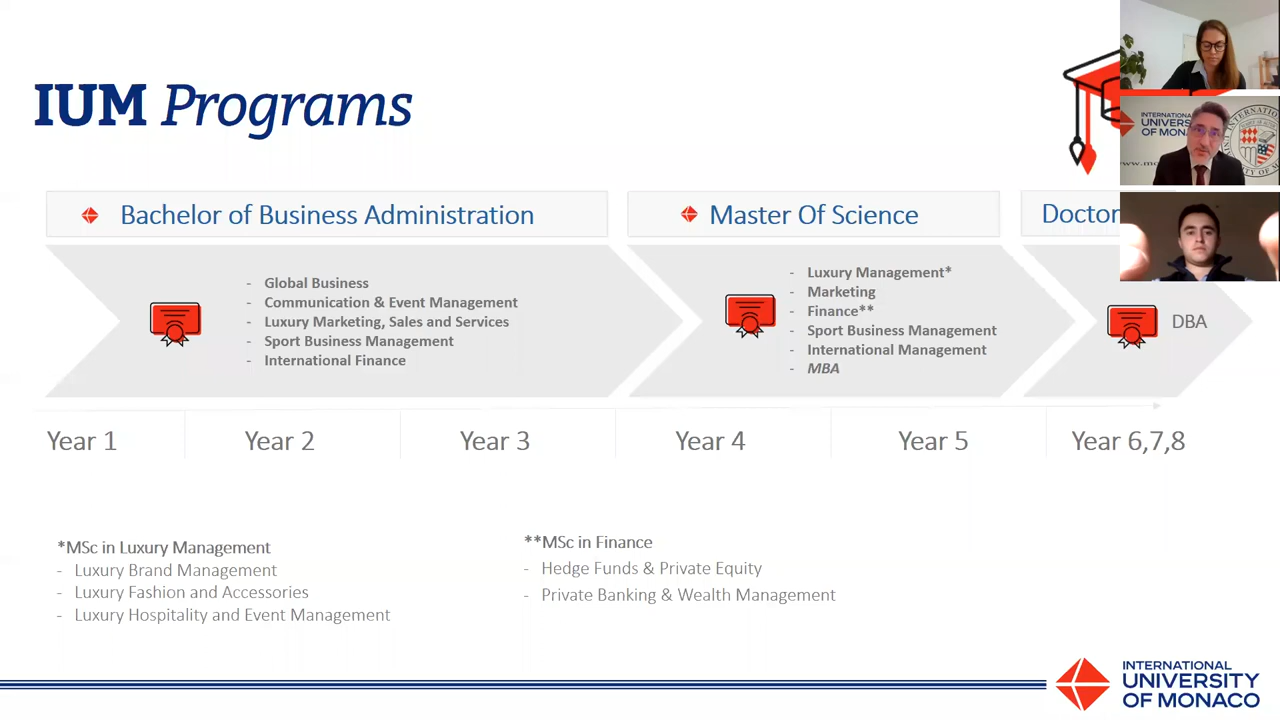 IUM Programs
INTERNATIONAL
UNIVERSITY
OF MONA
Bachelor of Business Administration
Master Of Science
Doctor
- Global Business
- Communication & Event Management
- Luxury Marketing, Sales and Services
- Sport Business Management
- International Finance
- Luxury Management*
- Marketing
- Finance**
- Sport Business Management
- International Management
- MBA
DBA
Year 1
Year 2
Year 3
Year 4
Year 5
Year 6,7,8
*MSc in Luxury Management
- Luxury Brand Management
- Luxury Fashion and Accessories
- Luxury Hospitality and Event Management
**MSc in Finance
- Hedge Funds & Private Equity
- Private Banking & Wealth Management
INTERNATIONAL
UNIVERSITY
OF MONACO